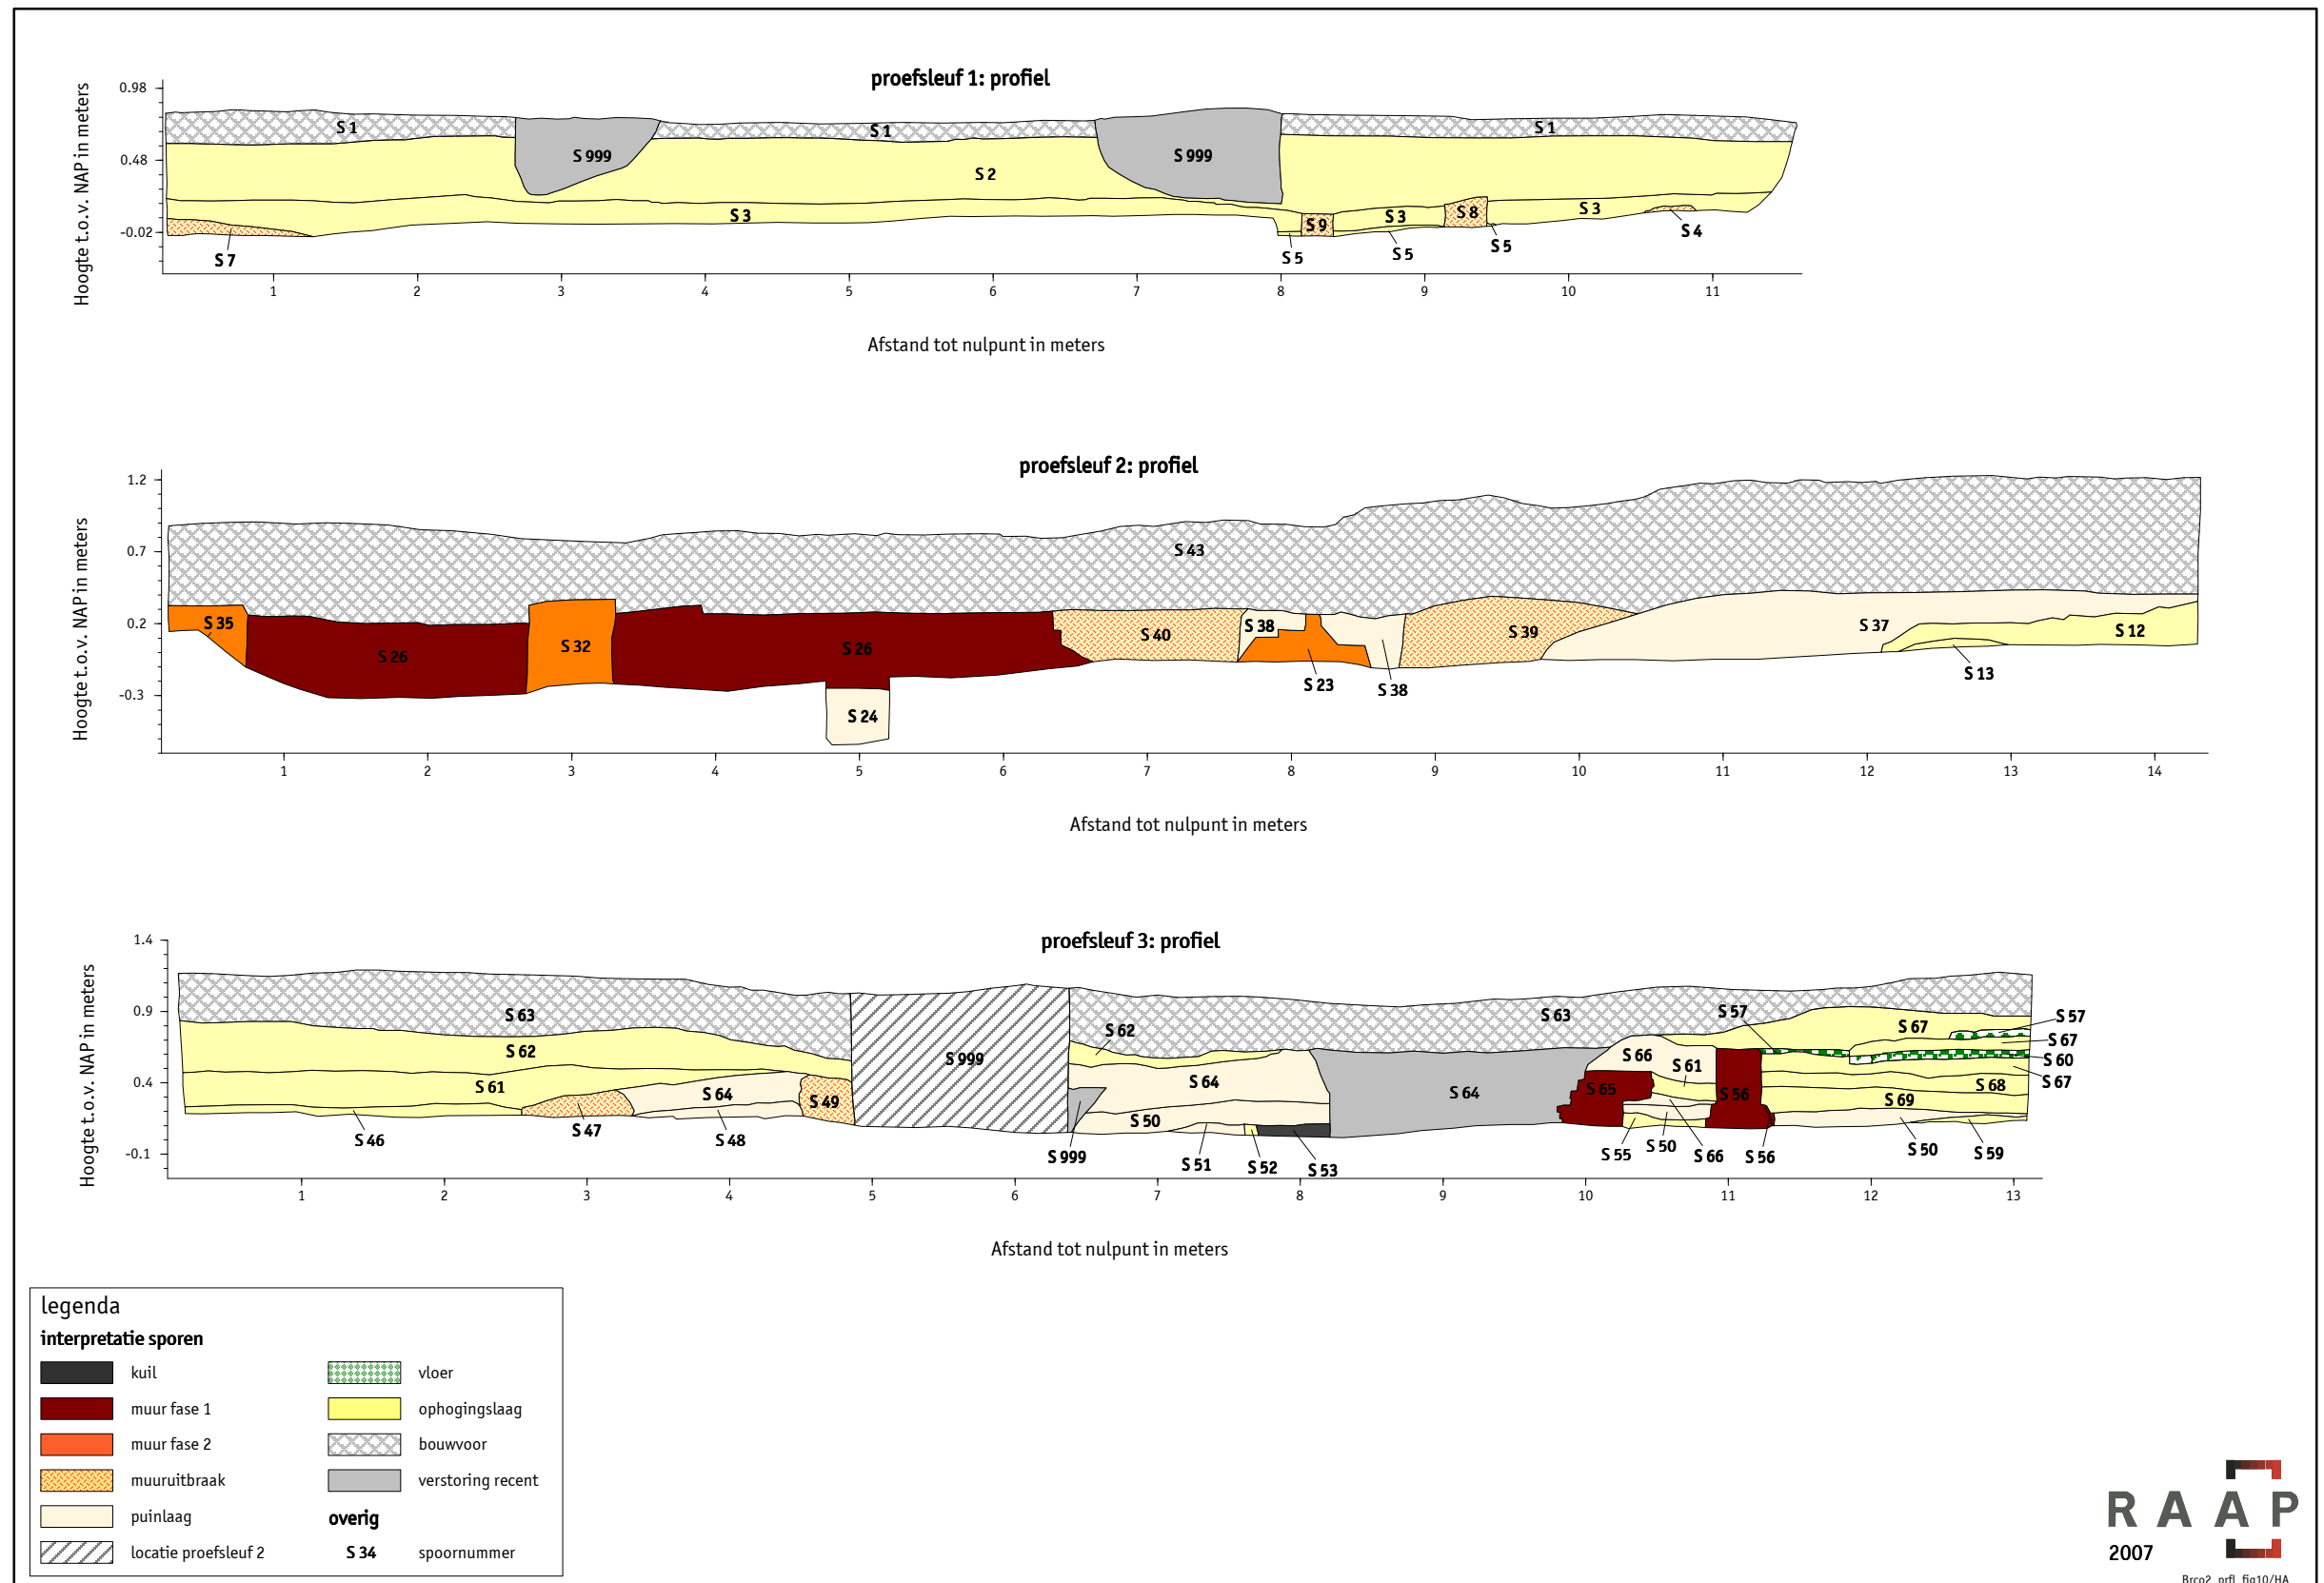 proefsleuf 1: profiel
Hoogte t.o.v. NAP in meters
0.98
0.48
-0.02
S 1
S 1
S 1
S 999
S 999
S 2
S 3
S 3
S 3
S 9
S 8
S 7
S 5
S 5
S 5
S 4
1 2 3 4 5 6 7 8 9 10 11
Afstand tot nulpunt in meters
proefsleuf 2: profiel
Hoogte t.o.v. NAP in meters
1.2
0.7
0.2
-0.3
S 43
S 35
S 26
S 32
S 26
S 24
S 40
S 38
S 23
S 38
S 39
S 37
S 12
S 13
1 2 3 4 5 6 7 8 9 10 11 12 13 14
Afstand tot nulpunt in meters
proefsleuf 3: profiel
Hoogte t.o.v. NAP in meters
1.4
0.9
0.4
-0.1
S 63
S 62
S 61
S 64
S 49
S 46
S 47
S 48
S 999
S 62
S 64
S 50
S 999
S 51
S 52
S 53
S 64
S 63
S 57
S 66
S 61
S 65
S 56
S 55
S 50
S 66
S 56
S 67
S 57
S 67
S 60
S 67
S 68
S 69
S 50
S 59
1 2 3 4 5 6 7 8 9 10 11 12 13
Afstand tot nulpunt in meters
legenda
interpretatie sporen
kuil
muur fase 1
muur fase 2
muuruitbraak
puinlaag
locatie proefsleuf 2
vloer
ophogingslaag
bouwvoor
verstoring recent
overig
S 34 spoornummer
RAAP
2007
Brco2_prfl_fig10/HA